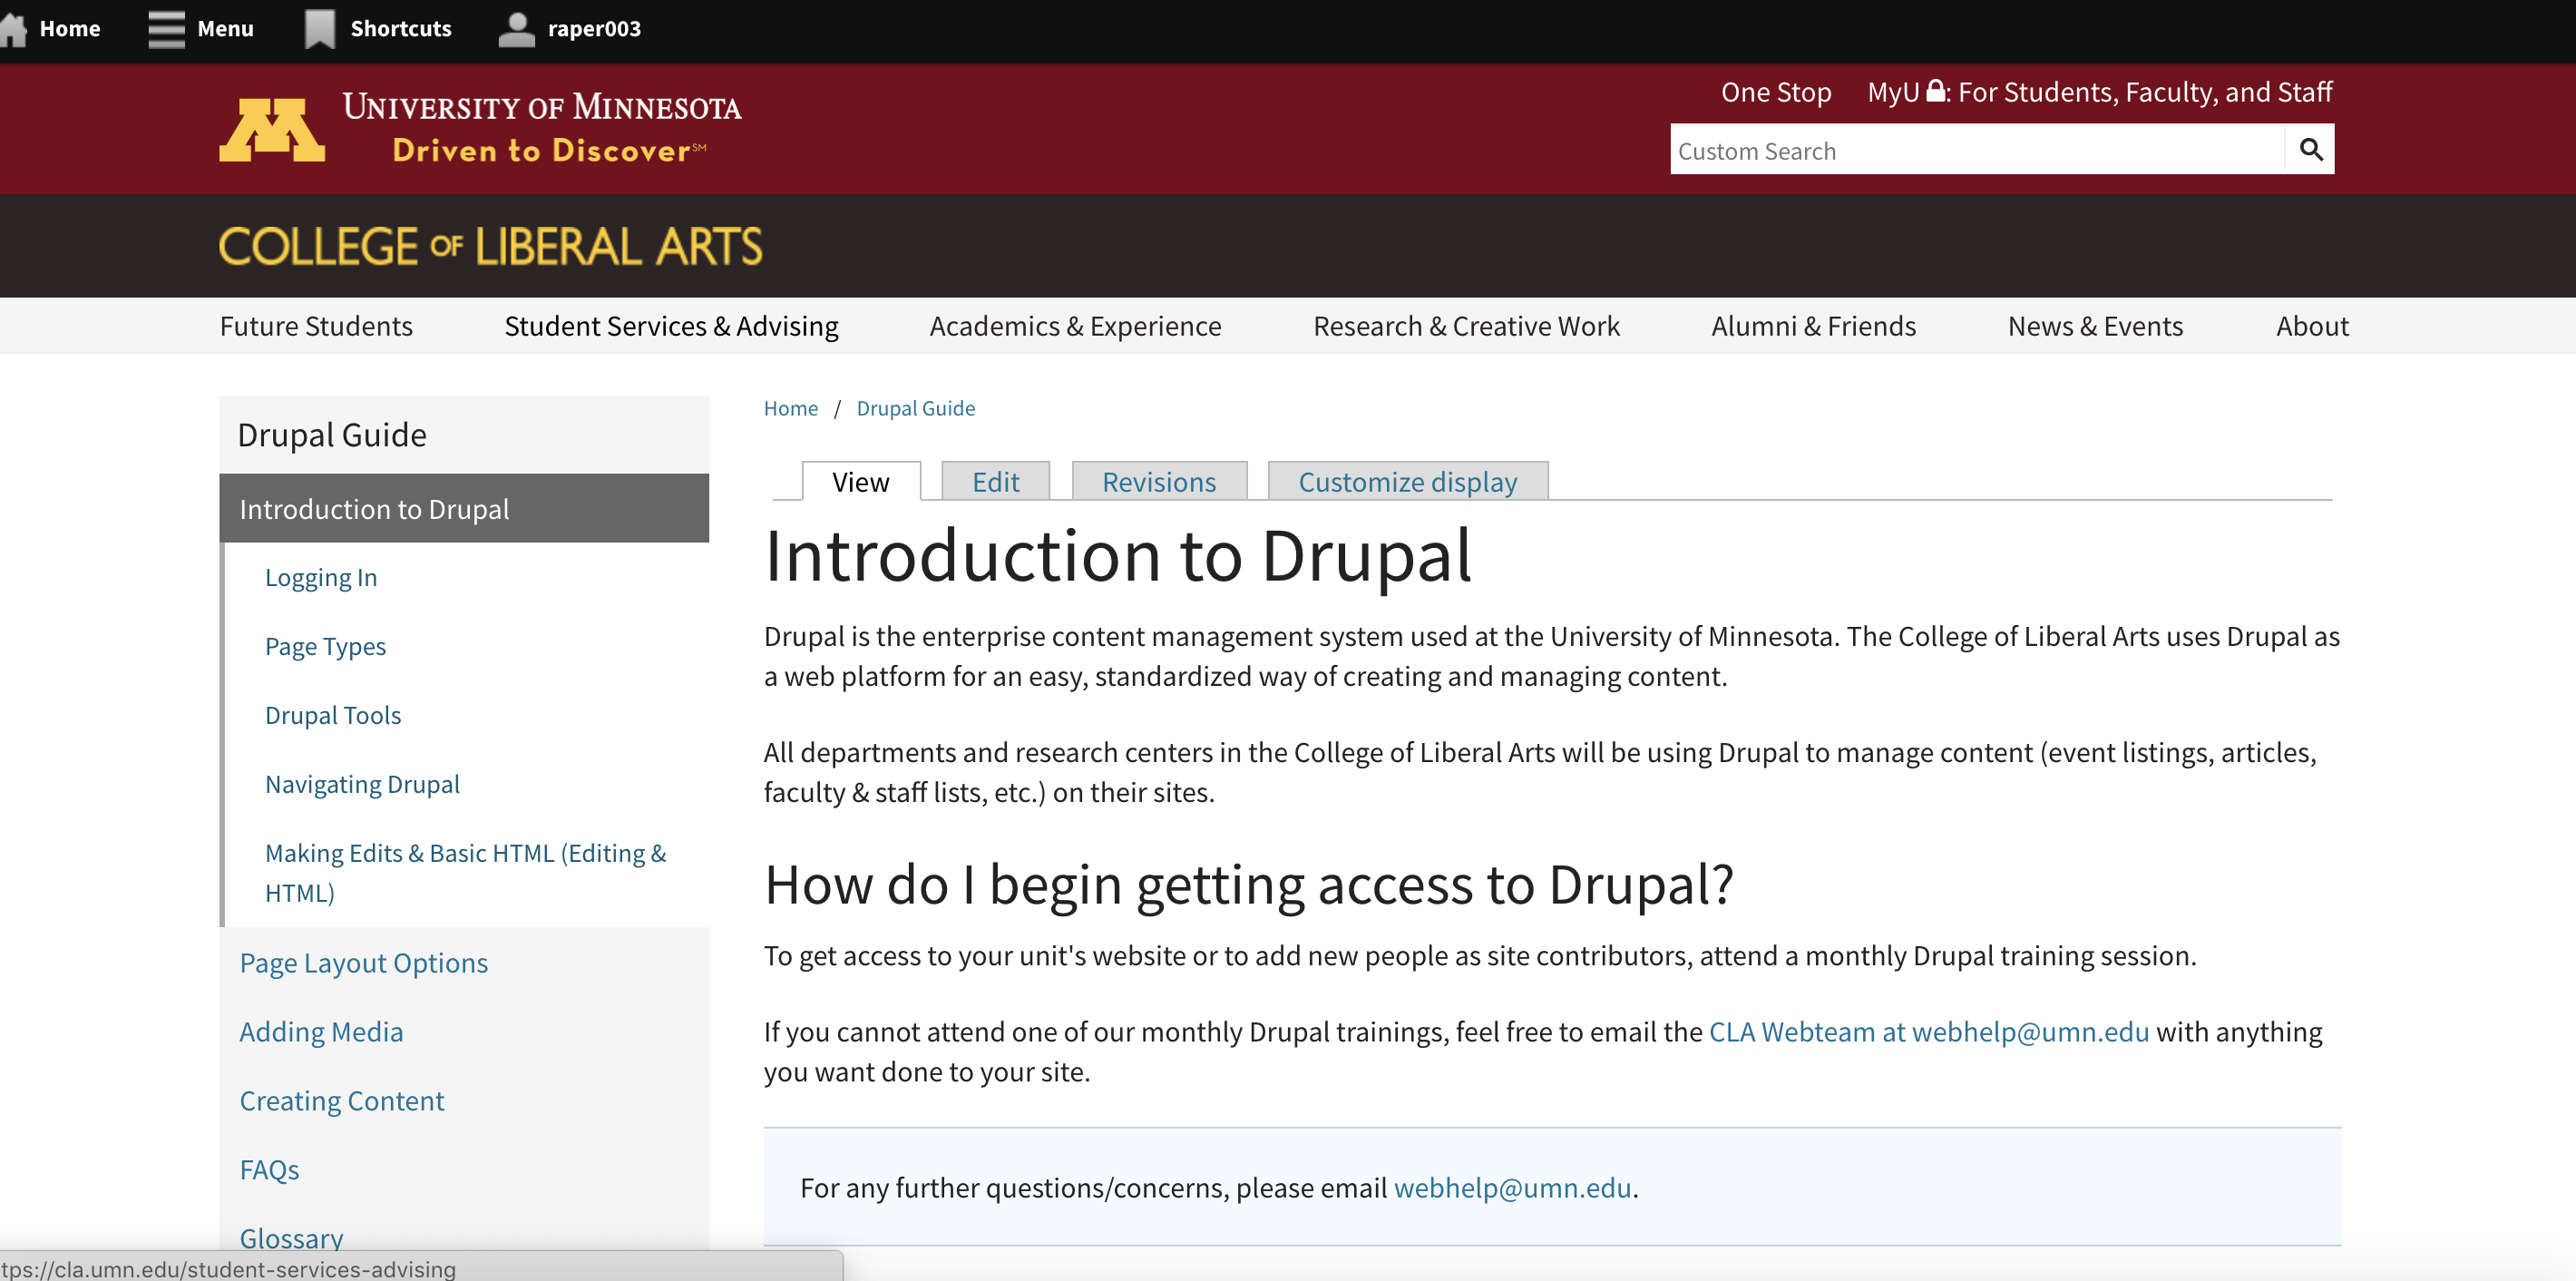 Home Menu Shortcuts raper003
UNIVERSITY OF MINNESOTA
Driven to Discover℠
One Stop MyU : For Students, Faculty, and Staff
Custom Search
COLLEGE OF LIBERAL ARTS
Future Students Student Services & Advising Academics & Experience Research & Creative Work Alumni & Friends News & Events About
Drupal Guide
Introduction to Drupal
Logging In
Page Types
Drupal Tools
Navigating Drupal
Making Edits & Basic HTML (Editing &
HTML)
Page Layout Options
Adding Media
Creating Content
FAQs
Glossary
Home / Drupal Guide
View Edit Revisions Customize display
Introduction to Drupal
Drupal is the enterprise content management system used at the University of Minnesota. The College of Liberal Arts uses Drupal as
a web platform for an easy, standardized way of creating and managing content.
All departments and research centers in the College of Liberal Arts will be using Drupal to manage content (event listings, articles,
faculty & staff lists, etc.) on their sites.
How do I begin getting access to Drupal?
To get access to your unit's website or to add new people as site contributors, attend a monthly Drupal training session.
If you cannot attend one of our monthly Drupal trainings, feel free to email the CLA Webteam at webhelp@umn.edu with anything
you want done to your site.
For any further questions/concerns, please email webhelp@umn.edu.
tps://cla.umn.edu/student-services-advising